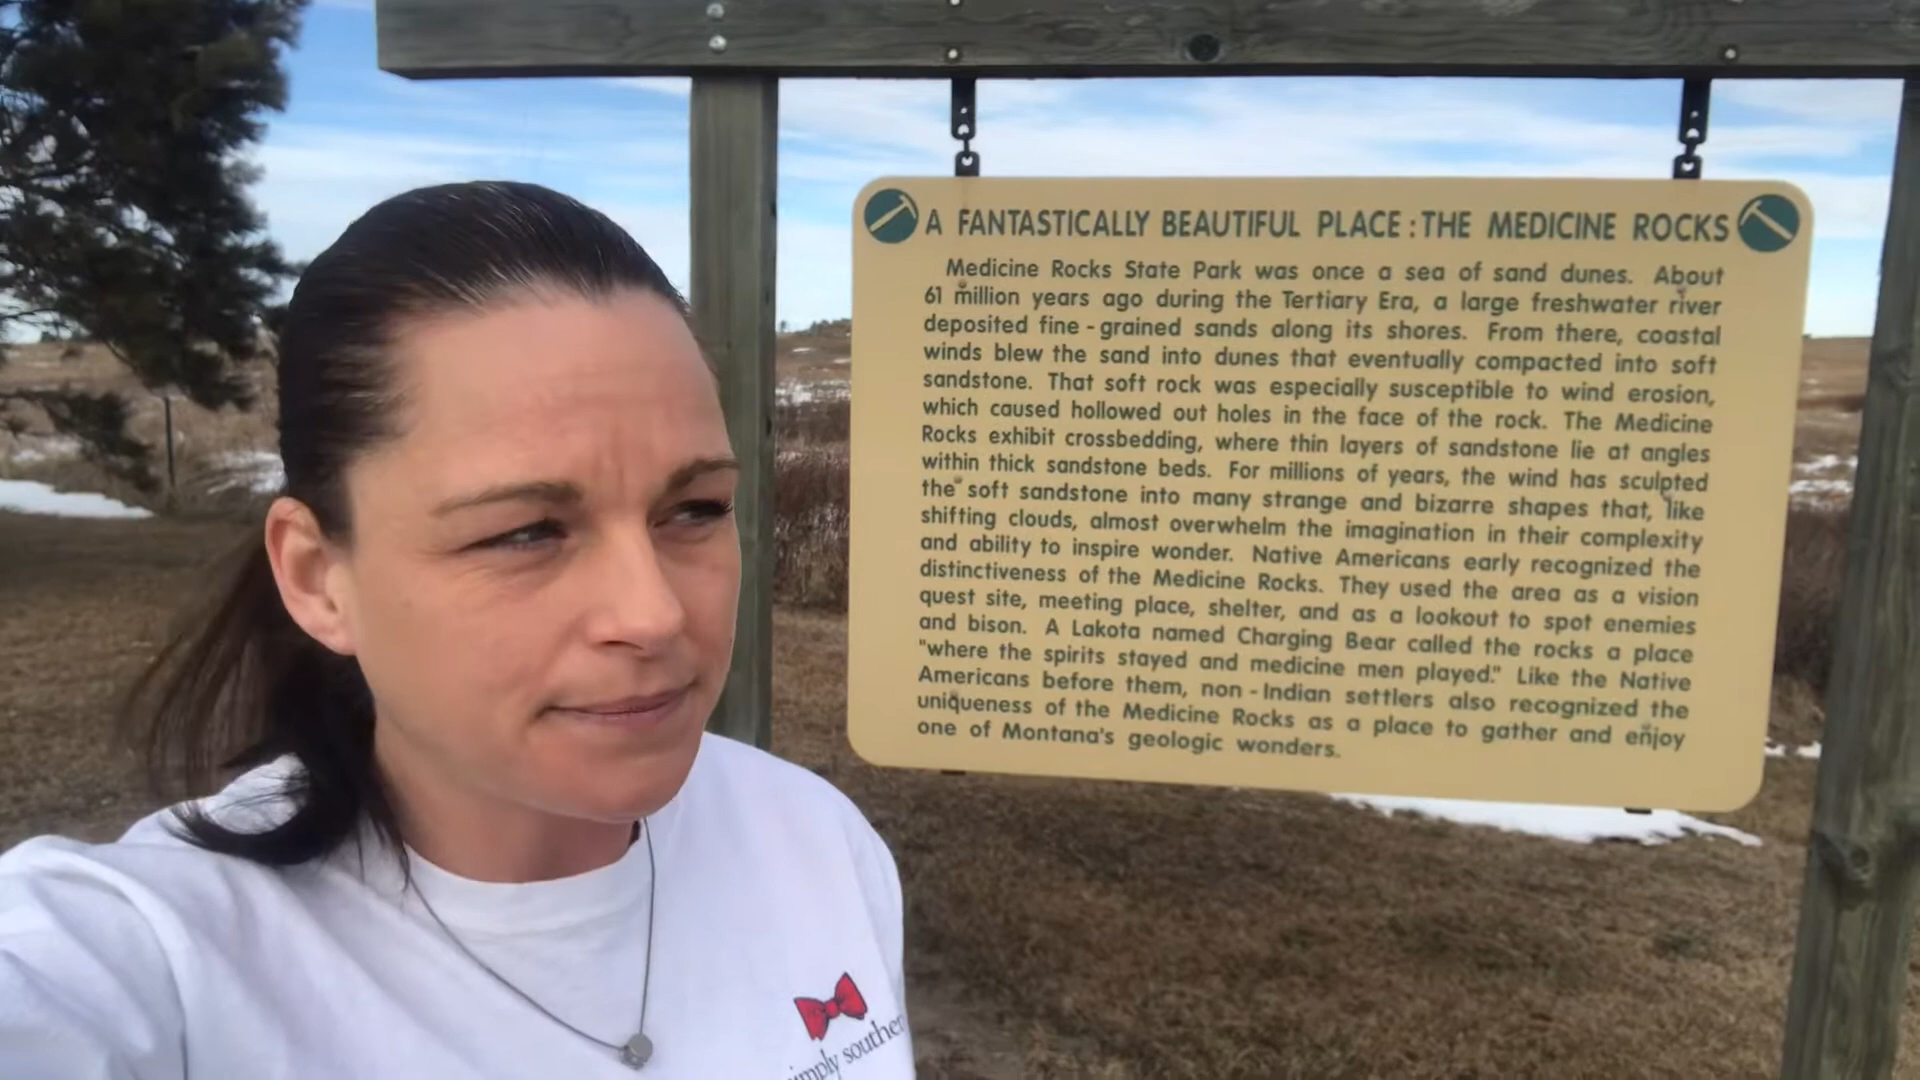 A FANTASTICALLY BEAUTIFUL PLACE : THE MEDICINE ROCKS
Medicine Rocks State Park was once a sea of sand dunes. About
61 million years ago during the Tertiary Era, a large freshwater river
deposited fine - grained sands along its shores. From there, coastal
winds blew the sand into dunes that eventually compacted into soft
sandstone. That soft rock was especially susceptible to wind erosion,
which caused hollowed out holes in the face of the rock. The Medicine
Rocks exhibit crossbedding, where thin layers of sandstone lie at angles
within thick sandstone beds. For millions of years, the wind has sculpted
the soft sandstone into many strange and bizarre shapes that, like
shifting clouds, almost overwhelm the imagination in their complexity
and ability to inspire wonder. Native Americans early recognized the
distinctiveness of the Medicine Rocks. They used the area as a vision
quest site, meeting place, shelter, and as a lookout to spot enemies
and bison. A Lakota named Charging Bear called the rocks a place
"where the spirits stayed and medicine men played." Like the Native
Americans before them, non - Indian settlers also recognized the
uniqueness of the Medicine Rocks as a place to gather and enjoy
one of Montana's geologic wonders.
simply southern